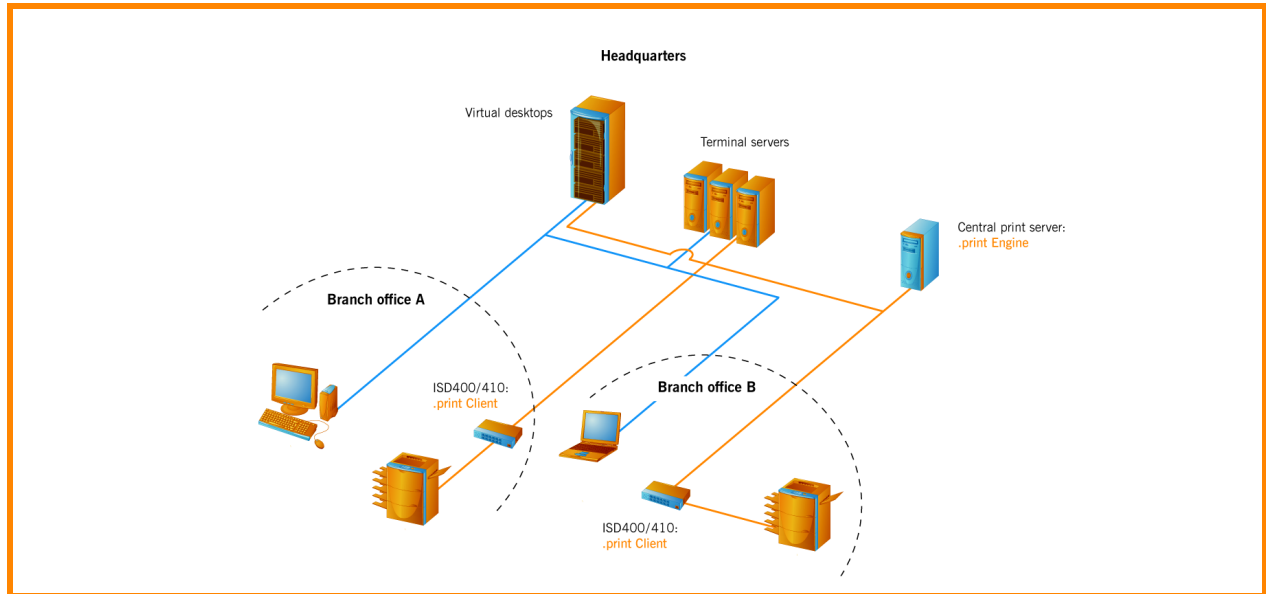 Headquarters
Virtual desktops
Terminal servers
Central print server:
.print Engine
Branch office A
ISD400/410:
.print Client
Branch office B
ISD400/410:
.print Client